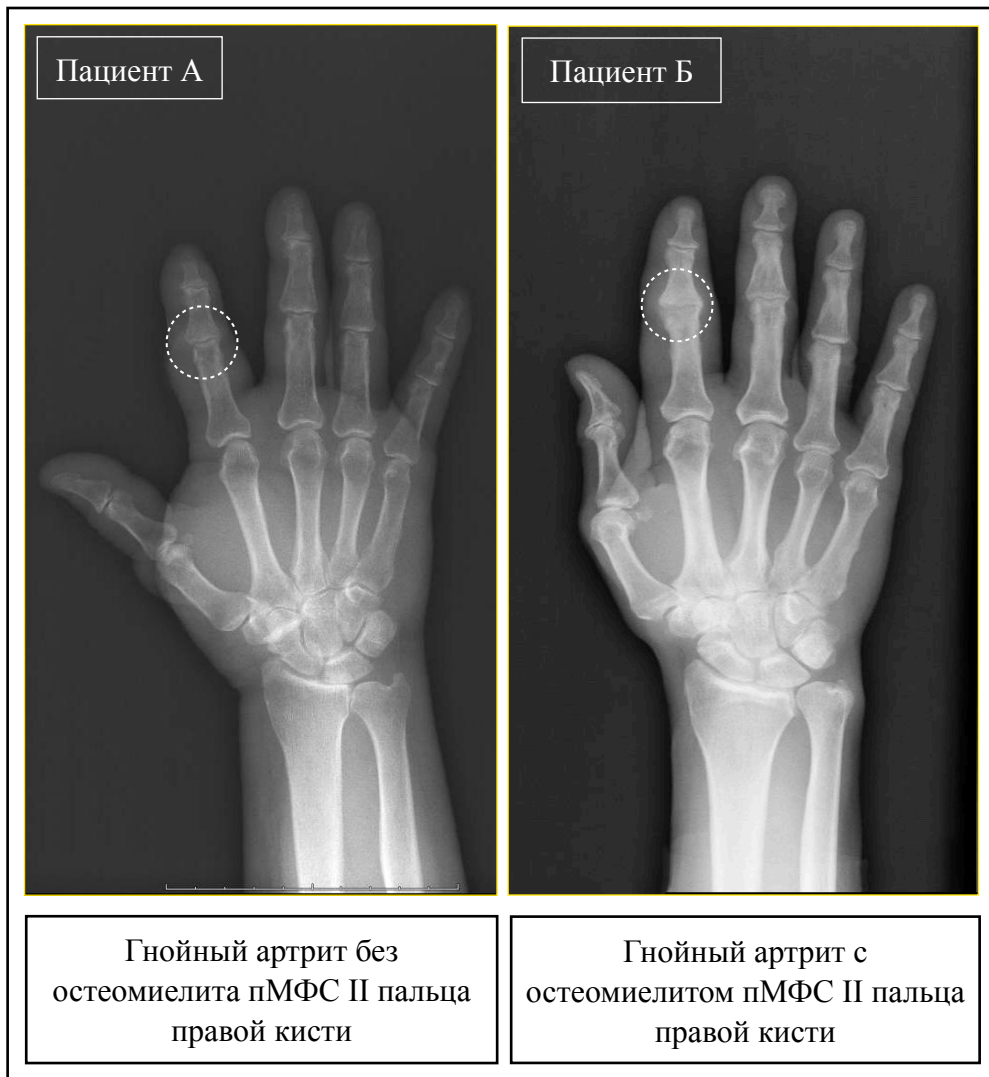 Пациент А
Пациент Б
Гнойный артрит без
остеомиелита пМФС II пальца
правой кисти
Гнойный артрит с
остеомиелитом пМФС II пальца
правой кисти